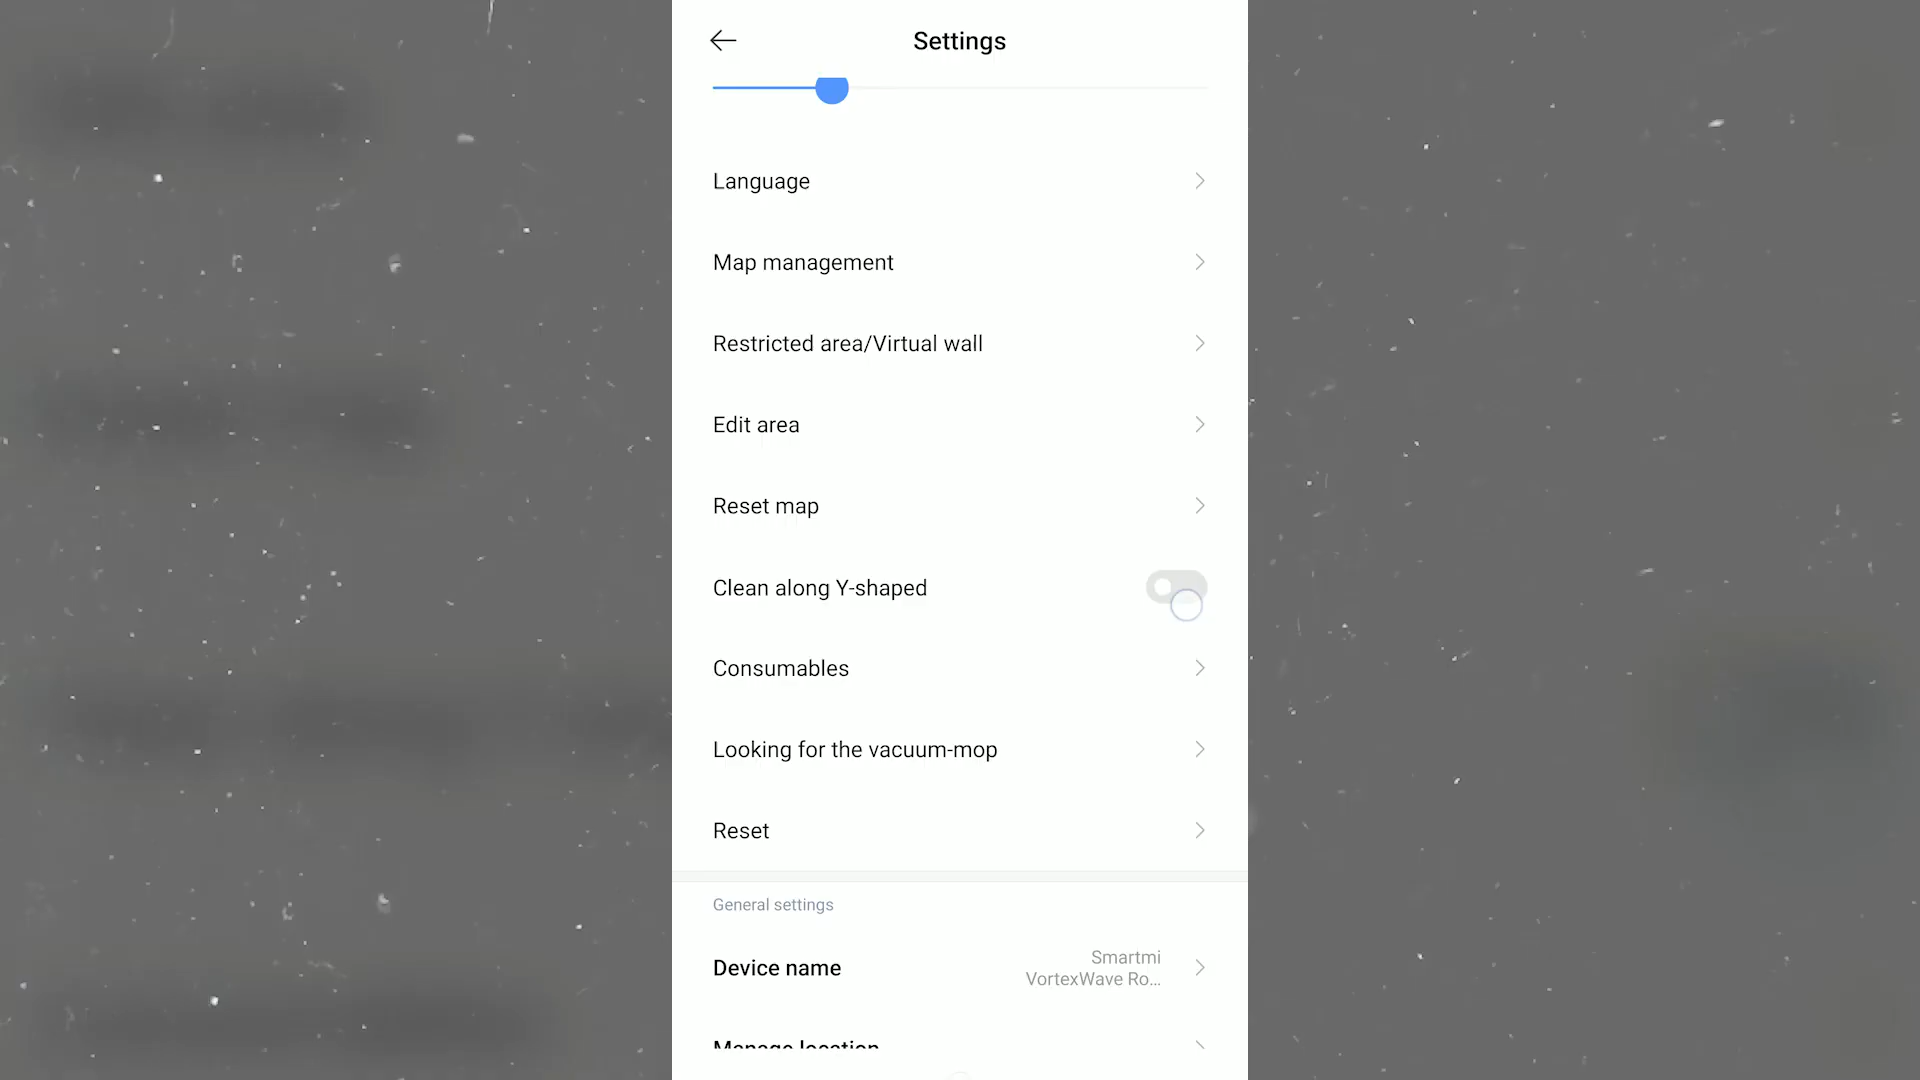 Settings
Language
Map management
Restricted area/Virtual wall
Edit area
Reset map
Clean along Y-shaped
Consumables
Looking for the vacuum-mop
Reset
General settings
Device name
Smartmi
VortexWave Ro...
Manage location